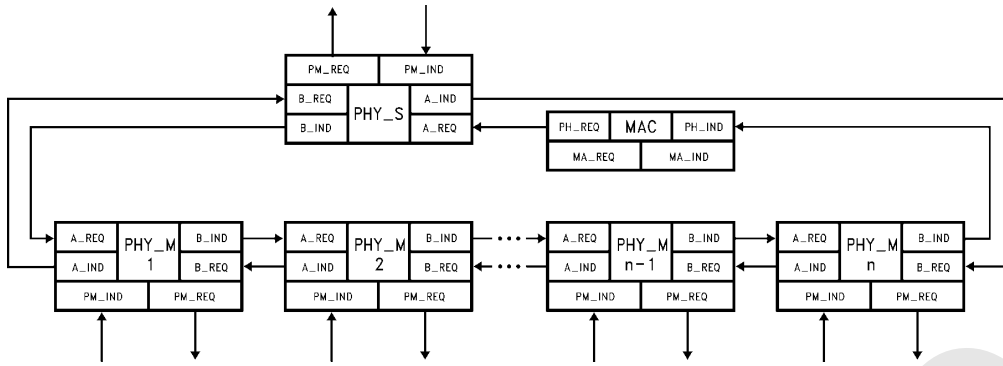 PM_REQ PM_IND
B_REQ PHY_S A_IND
B_IND A_REQ
PH_REQ MAC PH_IND
MA_REQ MA_IND
A_REQ PHY_M B_IND A_REQ PHY_M B_IND ... A_REQ PHY_M B_IND A_REQ PHY_M B_IND
A_IND 1 B_REQ A_IND 2 B_REQ ... A_IND n-1 B_REQ A_IND n B_REQ
PM_IND PM_REQ PM_IND PM_REQ PM_IND PM_REQ PM_IND PM_REQ